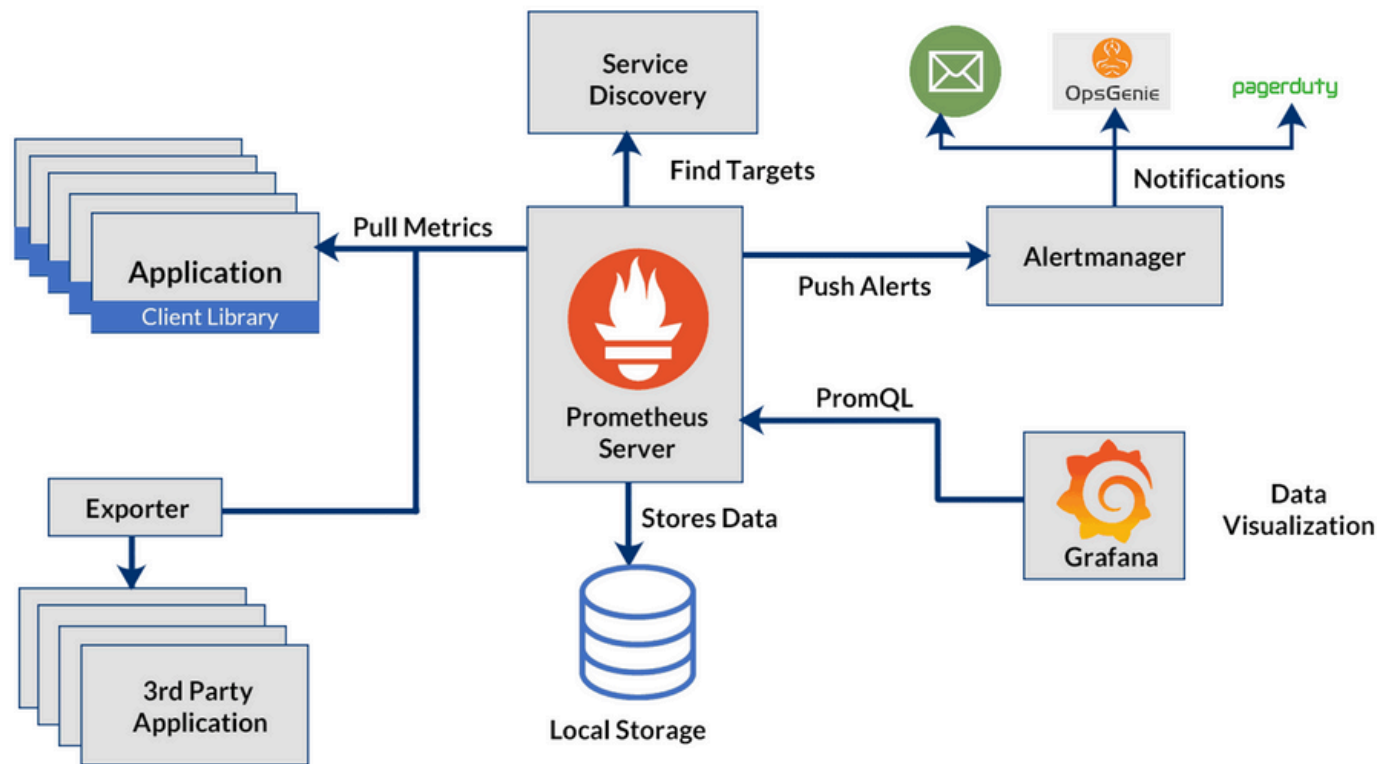 Service
Discovery
OpsGenie
pagerduty
Find Targets
Notifications
Pull Metrics
Application
Client Library
Push Alerts
Alertmanager
Prometheus
Server
PromQL
Exporter
Stores Data
Grafana
Data
Visualization
3rd Party
Application
Local Storage